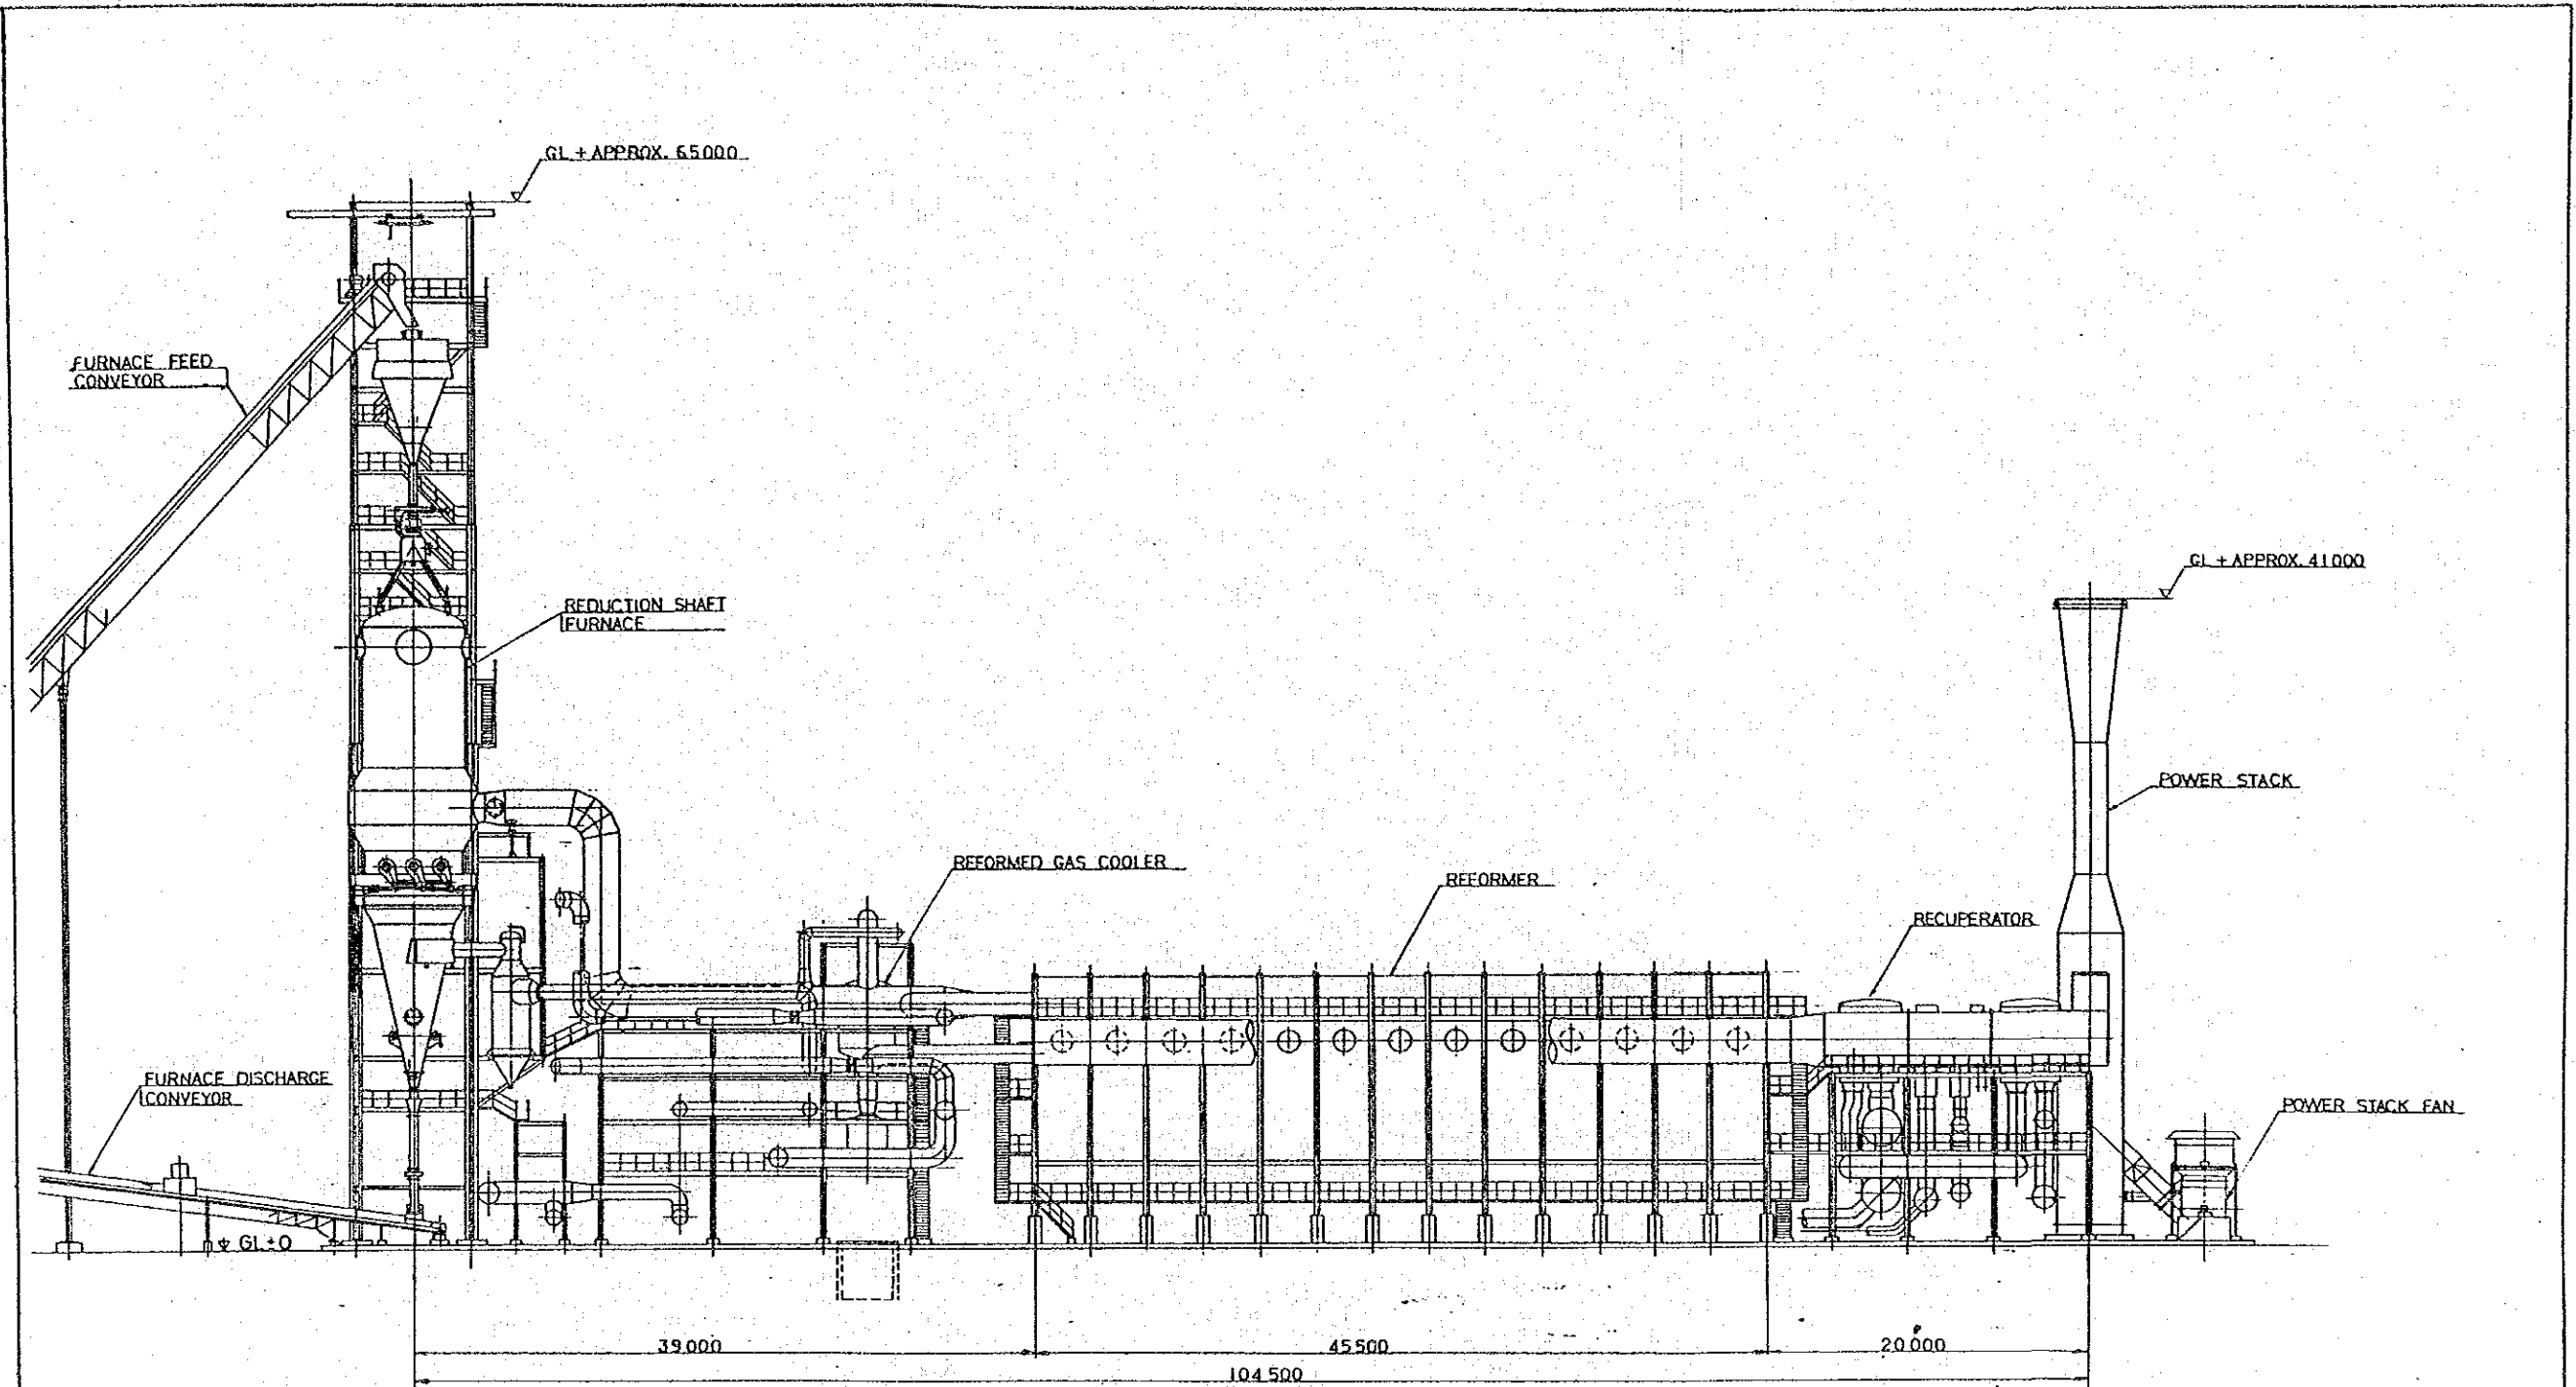 GL + APPROX. 65000
FURNACE FEED
CONVEYOR
GL + APPROX. 41000
REDUCTION SHAFT
FURNACE
POWER STACK
REFORMED GAS COOLER
REFORMER
RECUPERATOR
FURNACE DISCHARGE
CONVEYOR
POWER STACK FAN
GL±0
39000
45500
20000
104500